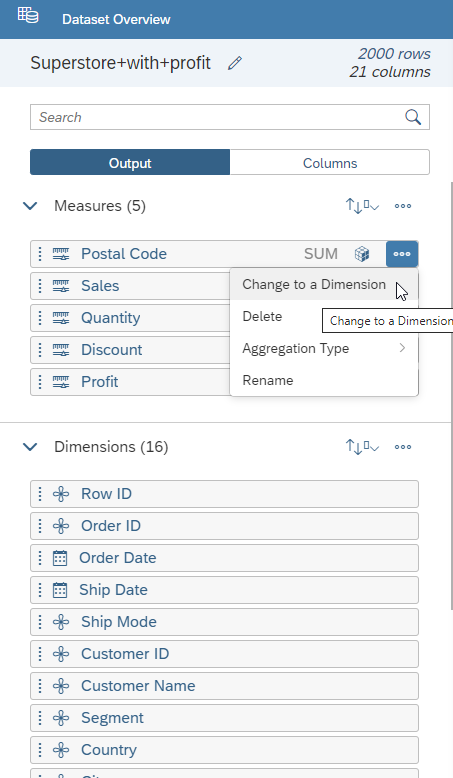 Dataset Overview
Superstore+with+profit
2000 rows
21 columns
Search
Output
Columns
Measures (5)
Postal Code SUM
Sales
Change to a Dimension
Quantity
Delete
Change to a Dimension
Discount
Aggregation Type
Profit
Rename
Dimensions (16)
Row ID
Order ID
Order Date
Ship Date
Ship Mode
Customer ID
Customer Name
Segment
Country